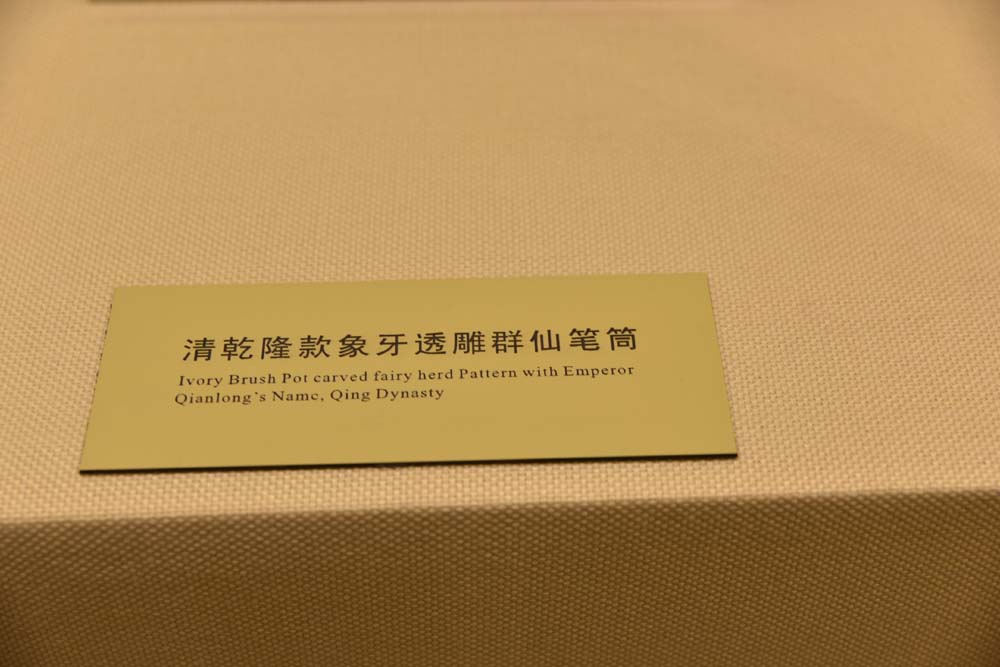 清乾隆款象牙透雕群仙笔筒
Ivory Brush Pot carved fairy herd Pattern with Emperor
Qianlong's Name, Qing Dynasty